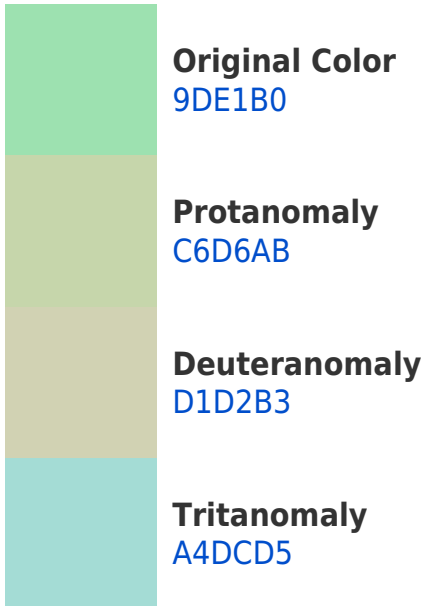 Original Color
9DE1B0
Protanomaly
C6D6AB
Deuteranomaly
D1D2B3
Tritanomaly
A4DCD5